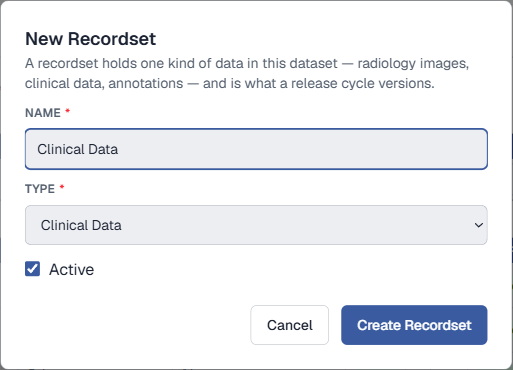 New Recordset
A recordset holds one kind of data in this dataset — radiology images,
clinical data, annotations — and is what a release cycle versions.
NAME *
Clinical Data
TYPE *
Clinical Data
Active
Cancel
Create Recordset